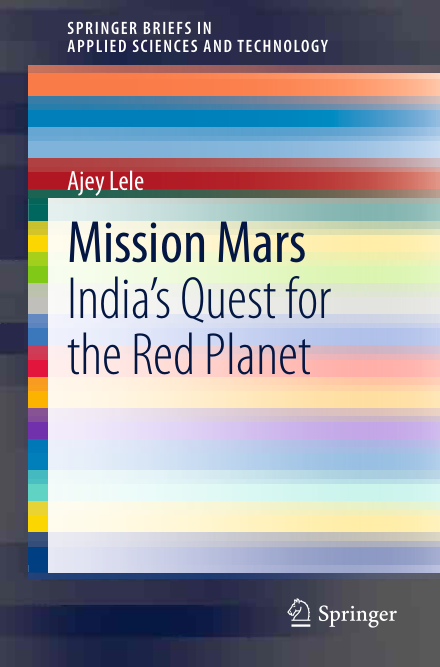 SPRINGER BRIEFS IN
APPLIED SCIENCES AND TECHNOLOGY
Ajey Lele
Mission Mars
India's Quest for
the Red Planet
Springer